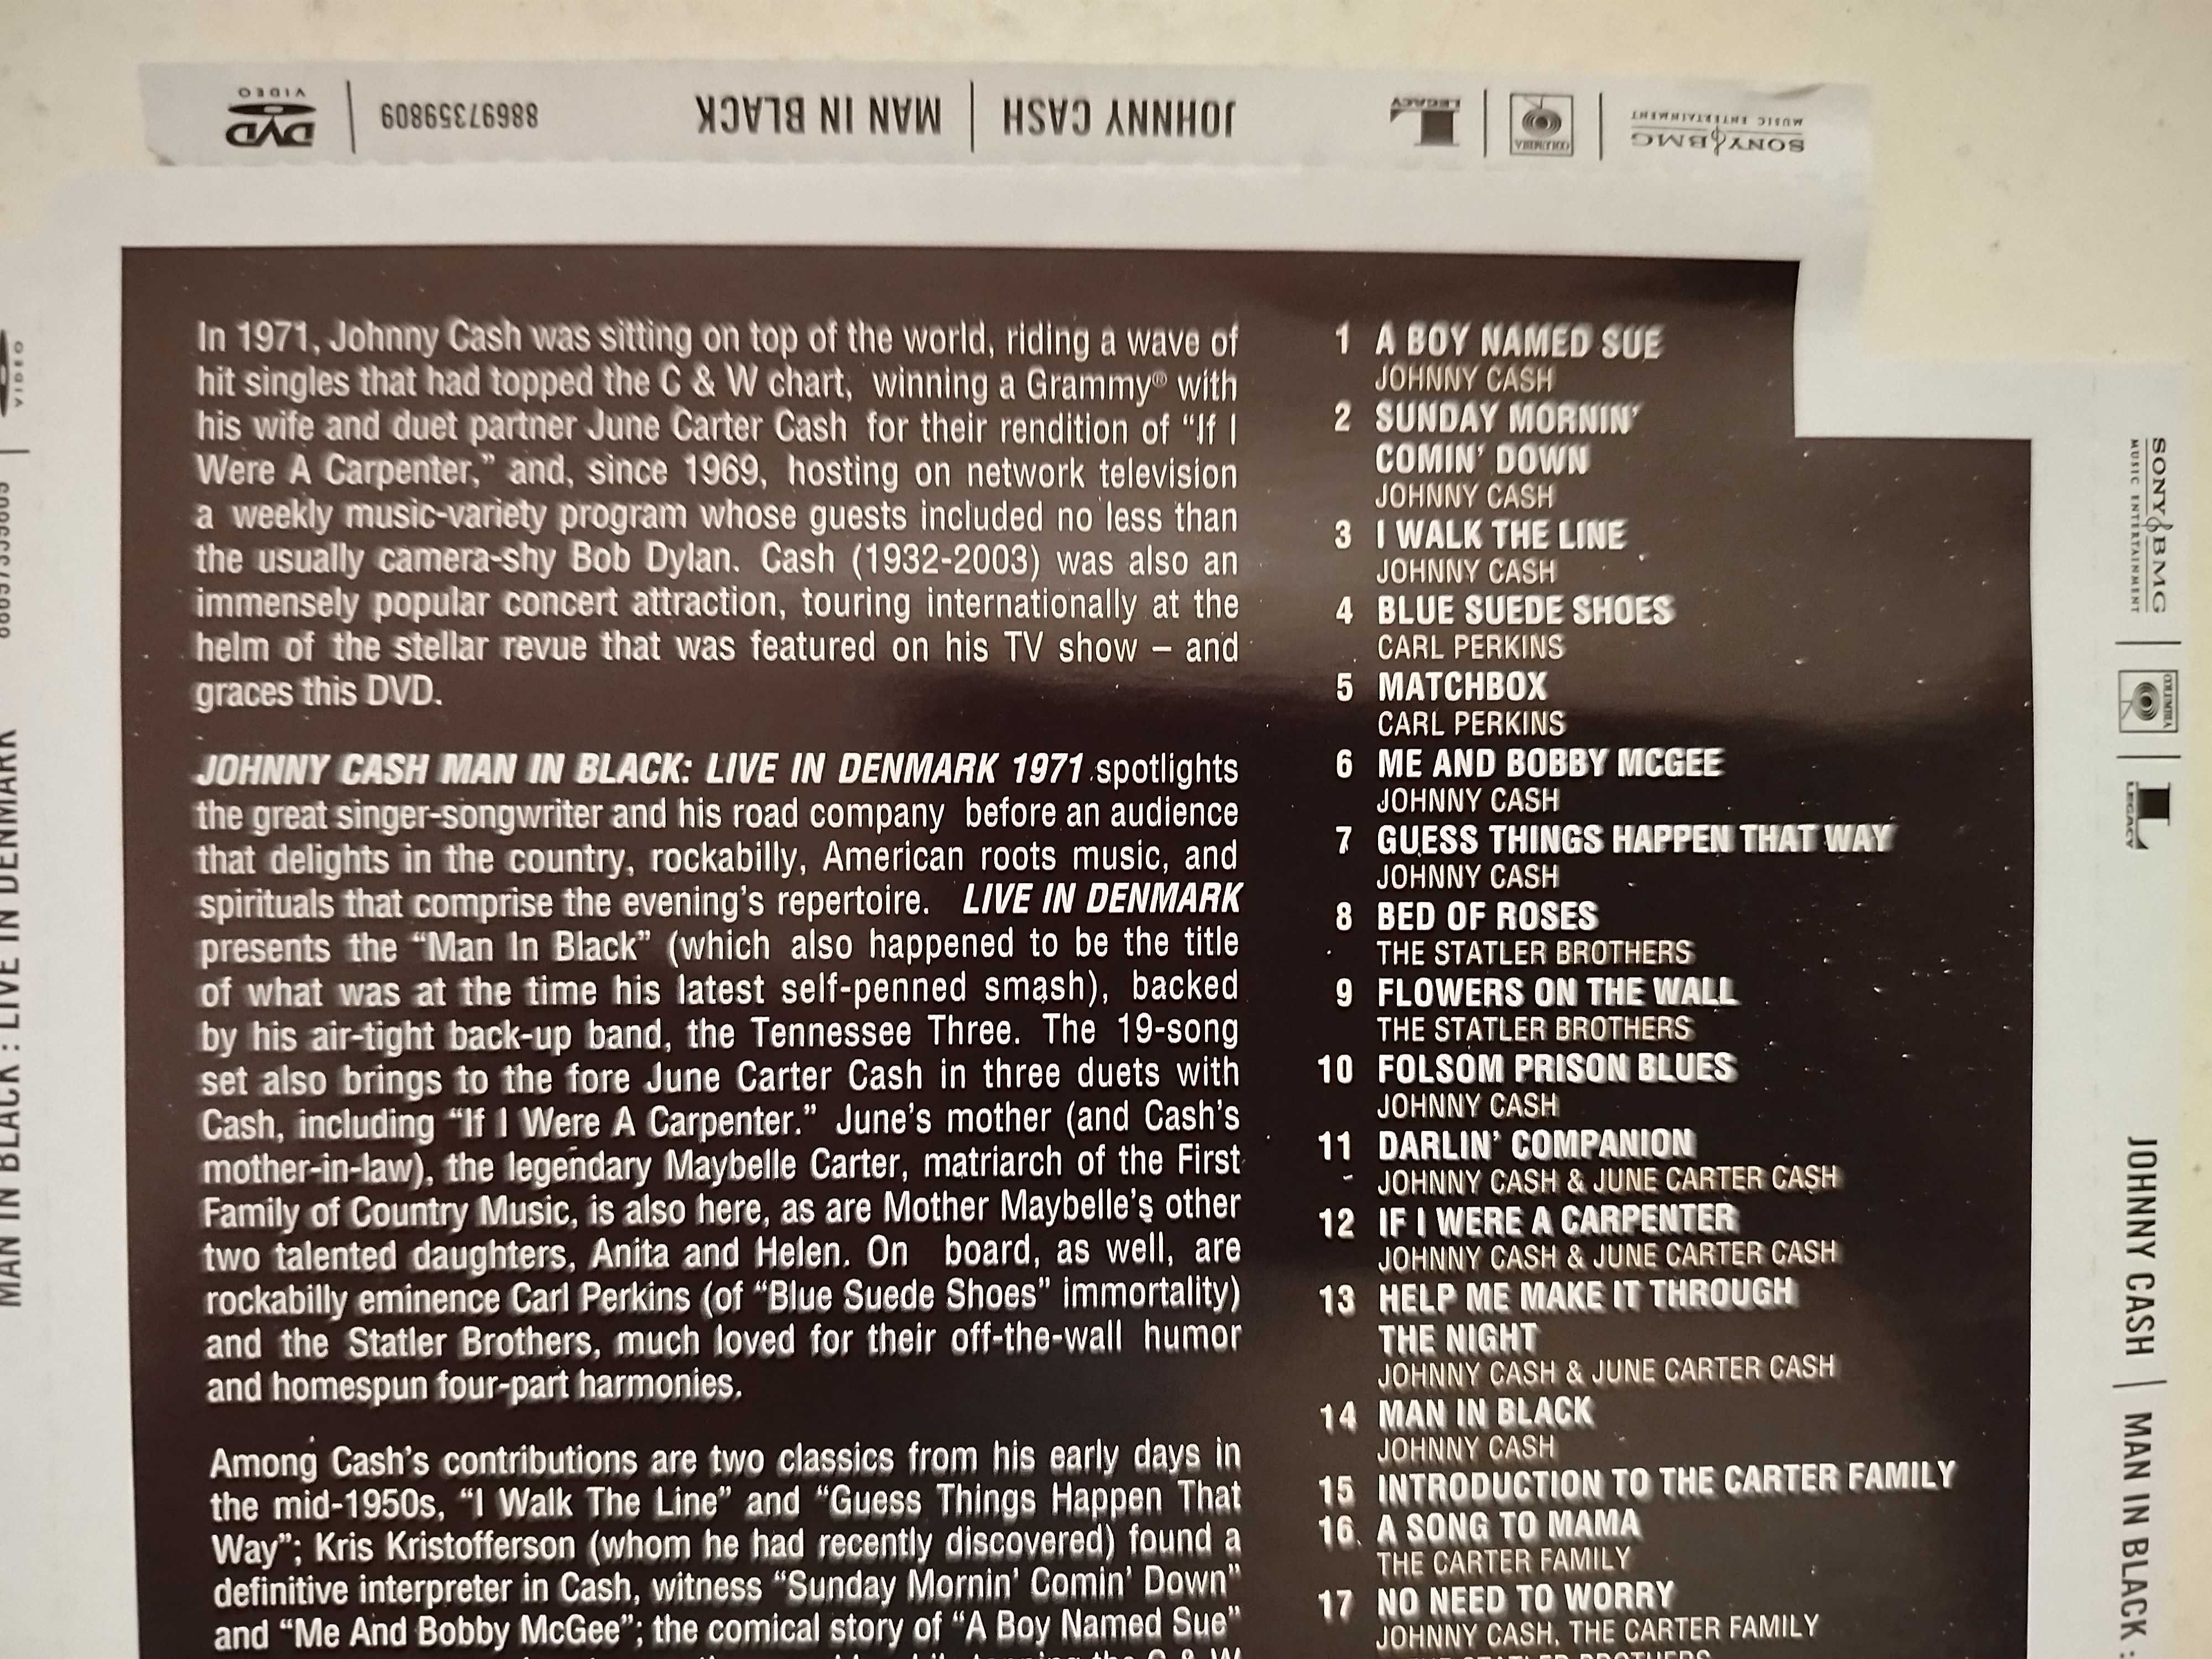 DVD
VIDEO
88697359809
MAN IN BLACK
JOHNNY CASH
LEGACY
COLUMBIA
SONY BMG
MUSIC ENTERTAINMENT
In 1971, Johnny Cash was sitting on top of the world, riding a wave of
hit singles that had topped the C & W chart, winning a Grammy® with
his wife and duet partner June Carter Cash for their rendition of “If I
Were A Carpenter,” and, since 1969, hosting on network television
a weekly music-variety program whose guests included no less than
the usually camera-shy Bob Dylan. Cash (1932-2003) was also an
immensely popular concert attraction, touring internationally at the
helm of the stellar revue that was featured on his TV show – and
graces this DVD.
JOHNNY CASH MAN IN BLACK: LIVE IN DENMARK 1971 spotlights
the great singer-songwriter and his road company before an audience
that delights in the country, rockabilly, American roots music, and
spirituals that comprise the evening’s repertoire. LIVE IN DENMARK
presents the “Man In Black” (which also happened to be the title
of what was at the time his latest self-penned smash), backed
by his air-tight back-up band, the Tennessee Three. The 19-song
set also brings to the fore June Carter Cash in three duets with
Cash, including “If I Were A Carpenter.” June’s mother (and Cash’s
mother-in-law), the legendary Maybelle Carter, matriarch of the First
Family of Country Music, is also here, as are Mother Maybelle’s other
two talented daughters, Anita and Helen. On board, as well, are
rockabilly eminence Carl Perkins (of “Blue Suede Shoes” immortality)
and the Statler Brothers, much loved for their off-the-wall humor
and homespun four-part harmonies.
Among Cash’s contributions are two classics from his early days in
the mid-1950s, “I Walk The Line” and “Guess Things Happen That
Way”; Kris Kristofferson (whom he had recently discovered) found a
definitive interpreter in Cash, witness “Sunday Mornin’ Comin’ Down”
and “Me And Bobby McGee”; the comical story of “A Boy Named Sue”
1 A BOY NAMED SUE
JOHNNY CASH
2 SUNDAY MORNIN’
COMIN’ DOWN
JOHNNY CASH
3 I WALK THE LINE
JOHNNY CASH
4 BLUE SUEDE SHOES
CARL PERKINS
5 MATCHBOX
CARL PERKINS
6 ME AND BOBBY MCGEE
JOHNNY CASH
7 GUESS THINGS HAPPEN THAT WAY
JOHNNY CASH
8 BED OF ROSES
THE STATLER BROTHERS
9 FLOWERS ON THE WALL
THE STATLER BROTHERS
10 FOLSOM PRISON BLUES
JOHNNY CASH
11 DARLIN’ COMPANION
JOHNNY CASH & JUNE CARTER CASH
12 IF I WERE A CARPENTER
JOHNNY CASH & JUNE CARTER CASH
13 HELP ME MAKE IT THROUGH
THE NIGHT
JOHNNY CASH & JUNE CARTER CASH
14 MAN IN BLACK
JOHNNY CASH
15 INTRODUCTION TO THE CARTER FAMILY
16 A SONG TO MAMA
THE CARTER FAMILY
17 NO NEED TO WORRY
JOHNNY CASH, THE CARTER FAMILY
SONY BMG
MUSIC ENTERTAINMENT
COLUMBIA
LEGACY
JOHNNY CASH
MAN IN BLACK :
VIDEO
MAN IN BLACK : LIVE IN DENMARK